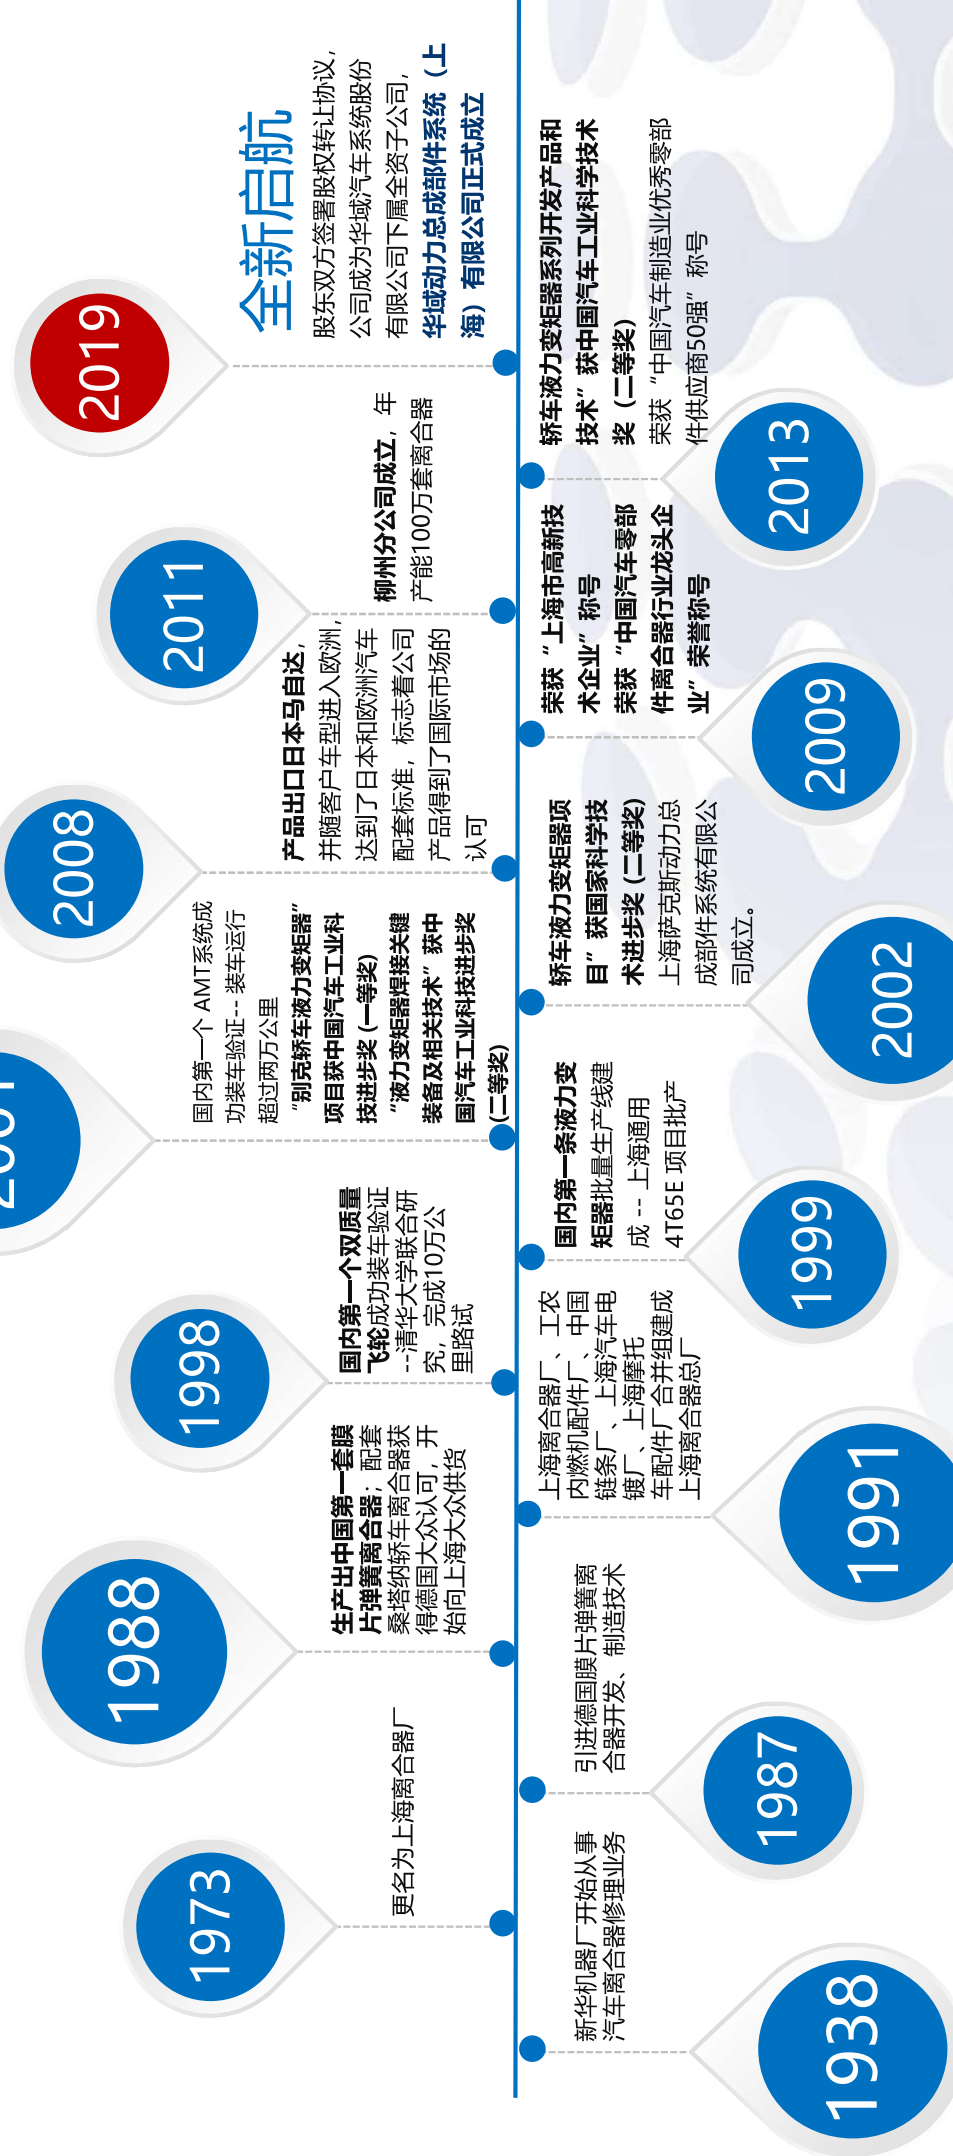 1938
新华机器厂开始从事
汽车离合器修理业务
1973
更名为上海离合器厂
1987
引进德国膜片弹簧离
合器开发、制造技术
1988
生产出中国第一套膜
片弹簧离合器；配套
桑塔纳轿车离合器获
得德国大众认可，开
始向上海大众供货
1991
上海离合器厂、工农
内燃机配件厂、中国
链条厂、上海汽车电
镀厂、上海摩托
车配件厂合并组建成
上海离合器总厂
1998
国内第一个双质量
飞轮成功装车验证
--清华大学联合研
究，完成10万公
里路试
1999
国内第一条液力变
矩器批量生产线建
成 -- 上海通用
4T65E 项目批产
2001
国内第一个 AMT系统成
功装车验证-- 装车运行
超过两万公里
“别克轿车液力变矩器”
项目获中国汽车工业科
技进步奖 (一等奖)
“液力变矩器焊接关键
装备及相关技术”获中
国汽车工业科技进步奖
(二等奖)
2002
轿车液力变矩器项
目”获国家科学技
术进步奖 (二等奖)
上海萨克斯动力总
成部件系统有限公
司成立。
2008
产品出口日本马自达，
并随客户车型进入欧洲，
达到了日本和欧洲汽车
配套标准，标志着公司
产品得到了国际市场的
认可
2009
荣获“上海市高新技
术企业”称号
荣获“中国汽车零部
件离合器行业龙头企
业”荣誉称号
2011
柳州分公司成立，年
产能100万套离合器
2013
轿车液力变矩器系列开发产品和
技术”获中国汽车工业科学技术
奖（二等奖）
荣获“中国汽车制造业优秀零部
件供应商50强”称号
2019
全新启航
股东双方签署股权转让协议，
公司成为华域汽车系统股份
有限公司下属全资子公司，
华域动力总成部件系统（上
海）有限公司正式成立